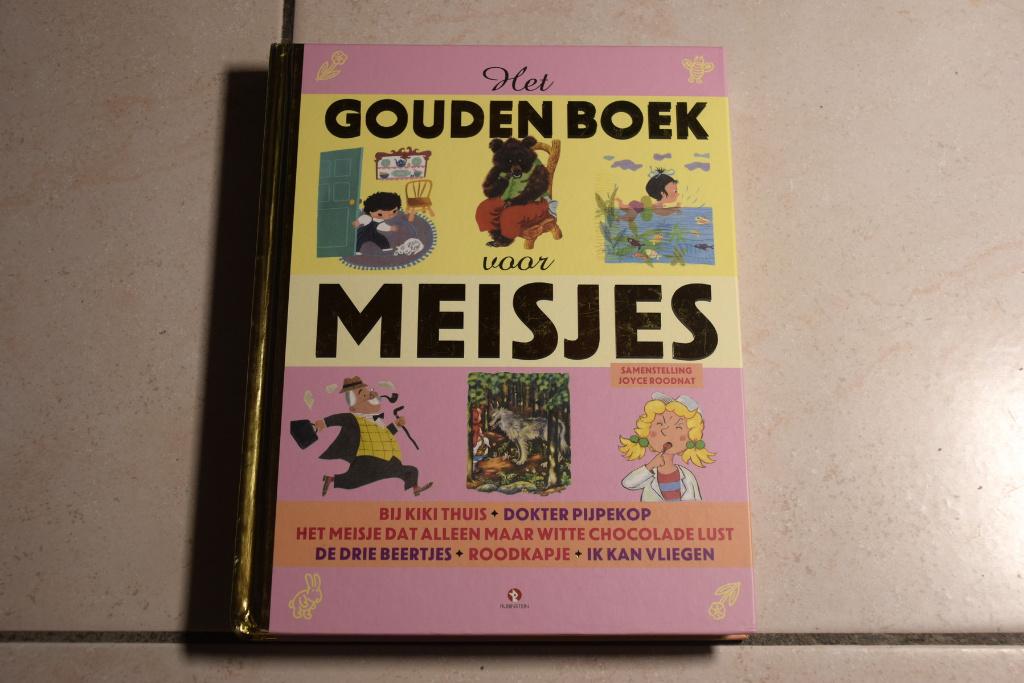 Het
GOUDEN BOEK
voor
MEISJES
SAMENSTELLING
JOYCE ROODNAT
BIJ KIKI THUIS + DOKTER PIJPEKOP
HET MEISJE DAT ALLEEN MAAR WITTE CHOCOLADE LUST
DE DRIE BEERTJES + ROODKAPJE + IK KAN VLIEGEN
RUBINSTEIN